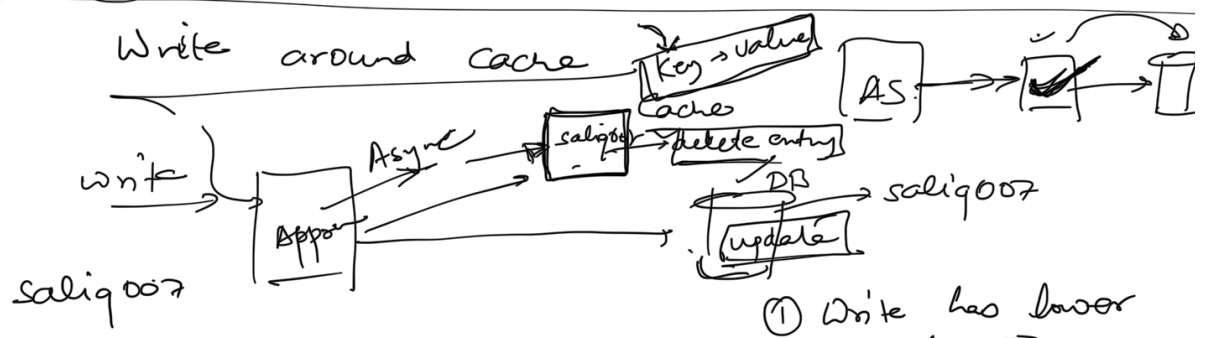 Write around Cache
Key → value
AS
Cache
Async
saliq007
delete entry
write
DB
saliq007
update
saliq007
① Write has lower